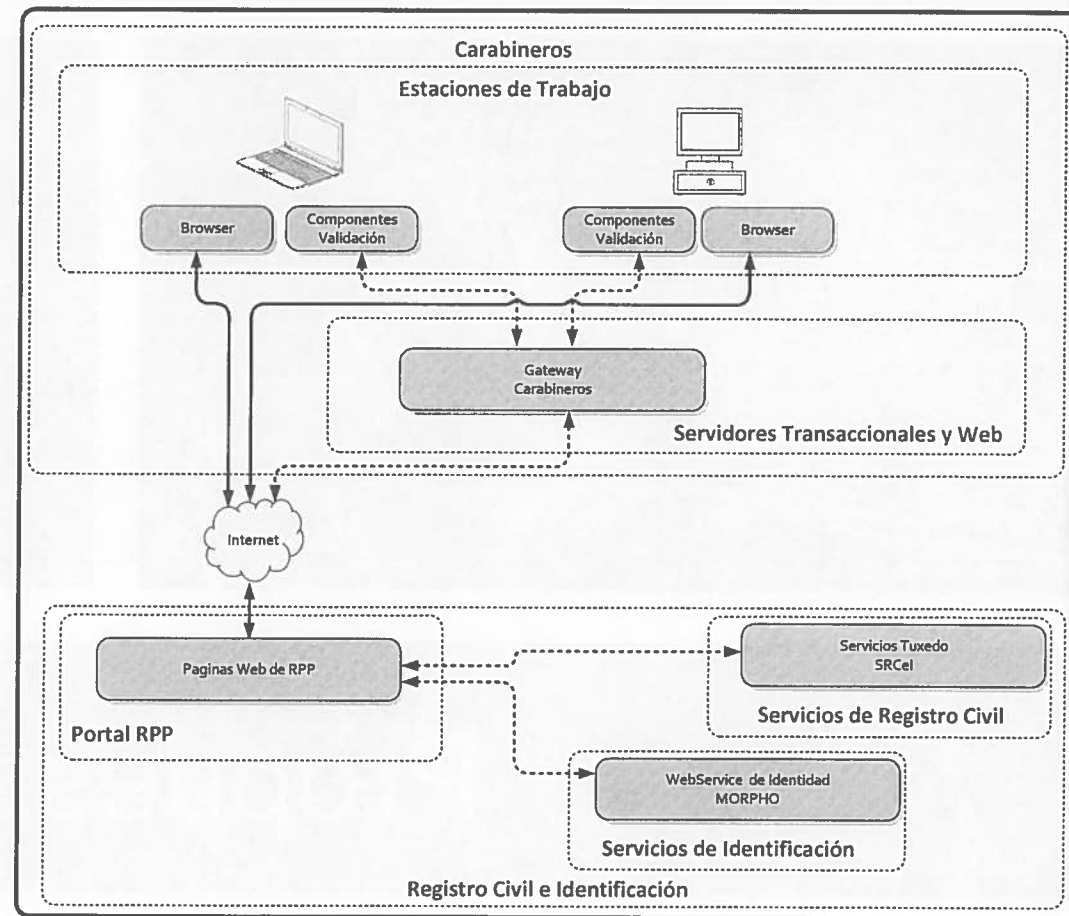 Carabineros
Estaciones de Trabajo
Browser
Componentes
Validación
Componentes
Validación
Browser
Gateway
Carabineros
Servidores Transaccionales y Web
Internet
Paginas Web de RPP
Portal RPP
Servicios Tuxedo
SRCeI
Servicios de Registro Civil
WebService de Identidad
MORPHO
Servicios de Identificación
Registro Civil e Identificación